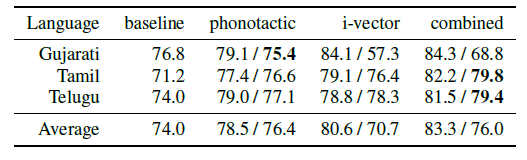 Language baseline phonotactic i-vector combined
Gujarati 76.8 79.1 / 75.4 84.1 / 57.3 84.3 / 68.8
Tamil 71.2 77.4 / 76.6 79.1 / 76.4 82.2 / 79.8
Telugu 74.0 79.0 / 77.1 78.8 / 78.3 81.5 / 79.4
Average 74.0 78.5 / 76.4 80.6 / 70.7 83.3 / 76.0